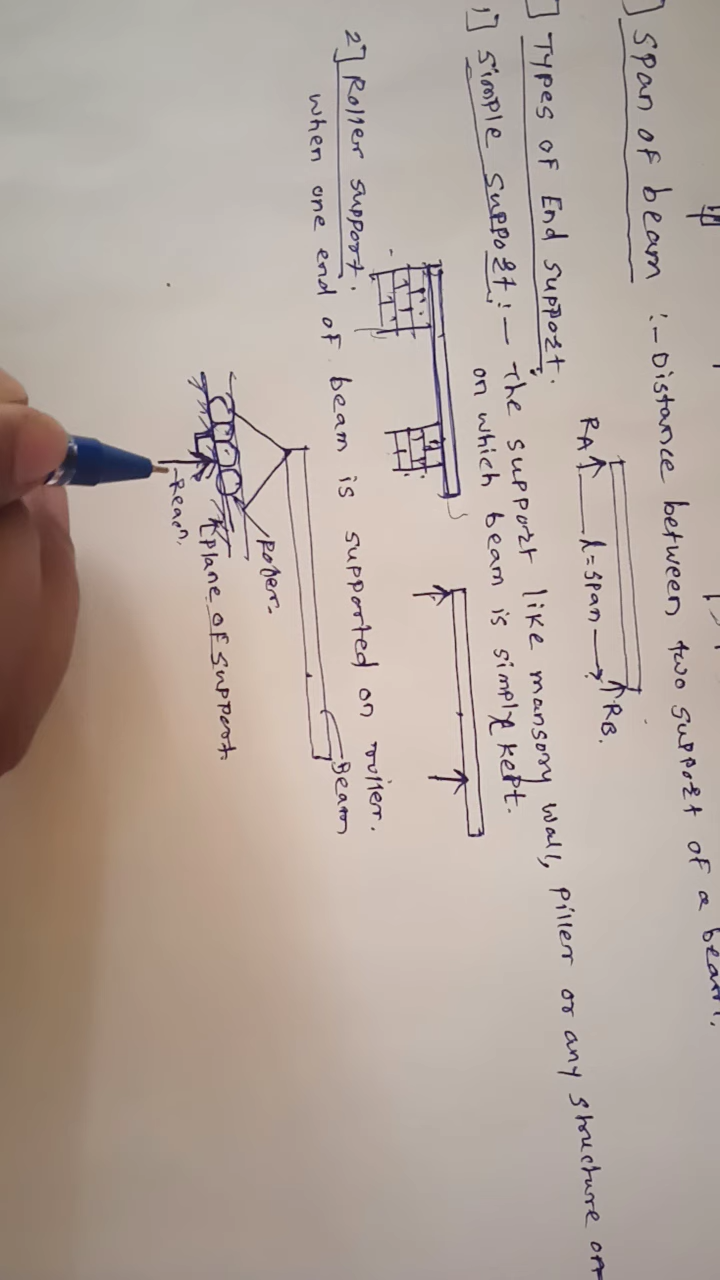 ] Span of beam :- Distance between two support of a beam.
RA
l = span
RB.
] Types of End support.
1] Simple support :- The support like mansory wall, piller or any structure on
on which beam is simply kept.
2] Roller support.
when one end of beam is supported on roller.
Beam
Roller
plane of support.
Reacn.